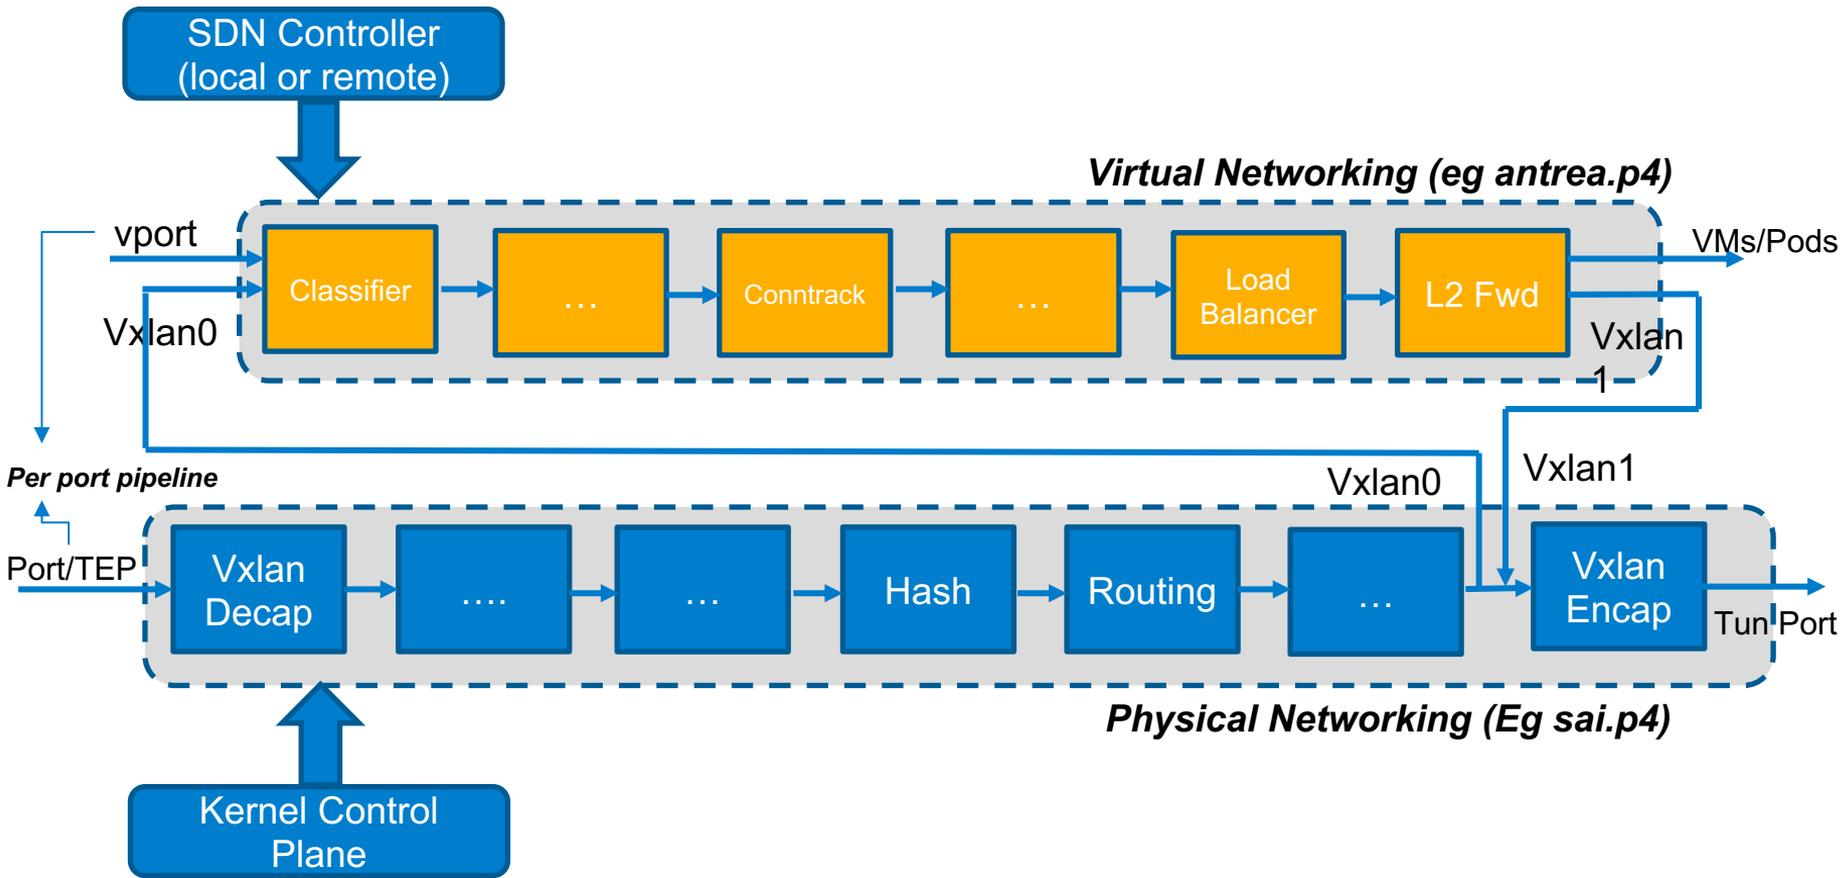 SDN Controller
(local or remote)
Virtual Networking (eg antrea.p4)
vport
VMs/Pods
Classifier
...
Conntrack
...
Load
Balancer
L2 Fwd
Vxlan0
Vxlan
1
Per port pipeline
Vxlan0
Vxlan1
Port/TEP
Vxlan
Decap
....
...
Hash
Routing
...
Vxlan
Encap
Tun Port
Physical Networking (Eg sai.p4)
Kernel Control
Plane